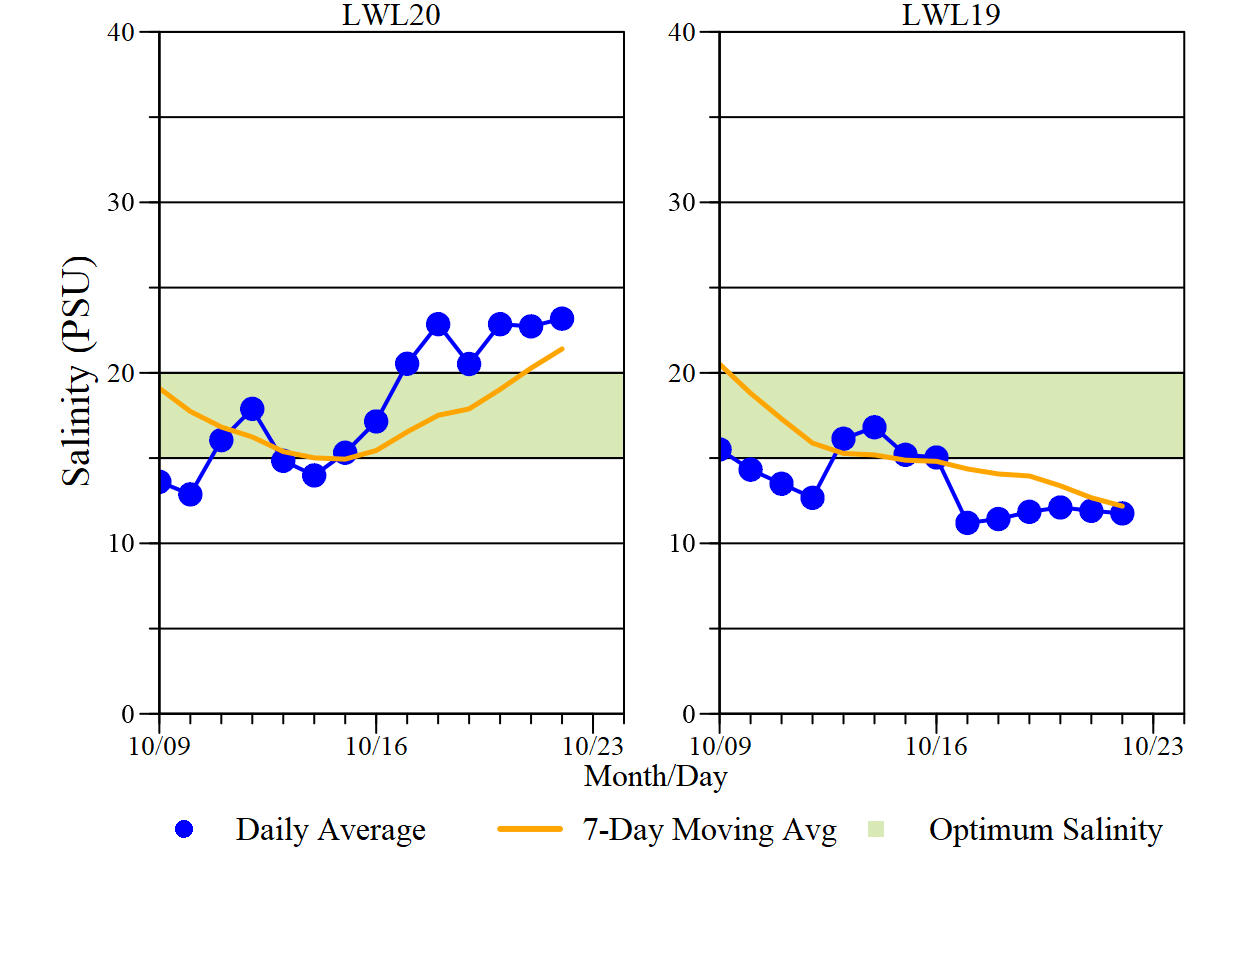 LWL20
LWL19
40
30
20
10
0
40
30
20
10
0
Salinity (PSU)
10/09
10/16
10/23
10/09
10/16
10/23
Month/Day
Daily Average
7-Day Moving Avg
Optimum Salinity